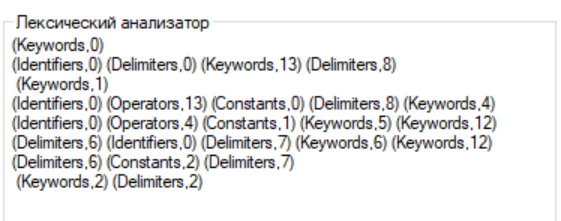 Лексический анализатор
(Keywords,0)
(Identifiers,0) (Delimiters,0) (Keywords,13) (Delimiters,8)
(Keywords,1)
(Identifiers,0) (Operators,13) (Constants,0) (Delimiters,8) (Keywords,4)
(Identifiers,0) (Operators,4) (Constants,1) (Keywords,5) (Keywords,12)
(Delimiters,6) (Identifiers,0) (Delimiters,7) (Keywords,6) (Keywords,12)
(Delimiters,6) (Constants,2) (Delimiters,7)
(Keywords,2) (Delimiters,2)